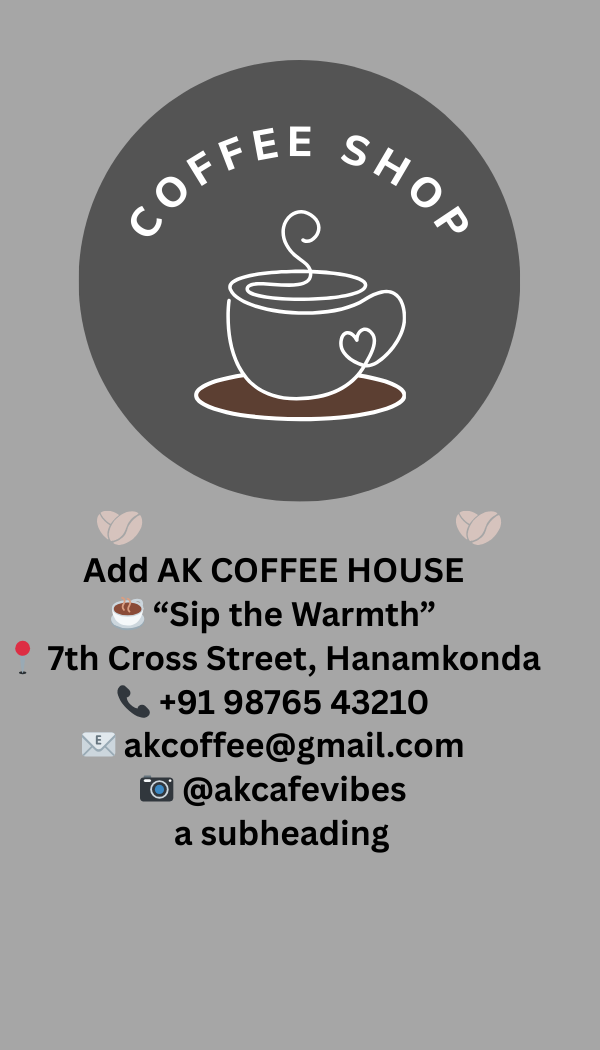 COFFEE SHOP
Add AK COFFEE HOUSE
☕ “Sip the Warmth”
📍 7th Cross Street, Hanamkonda
📞 +91 98765 43210
📧 akcoffee@gmail.com
📷 @akcafevibes
a subheading